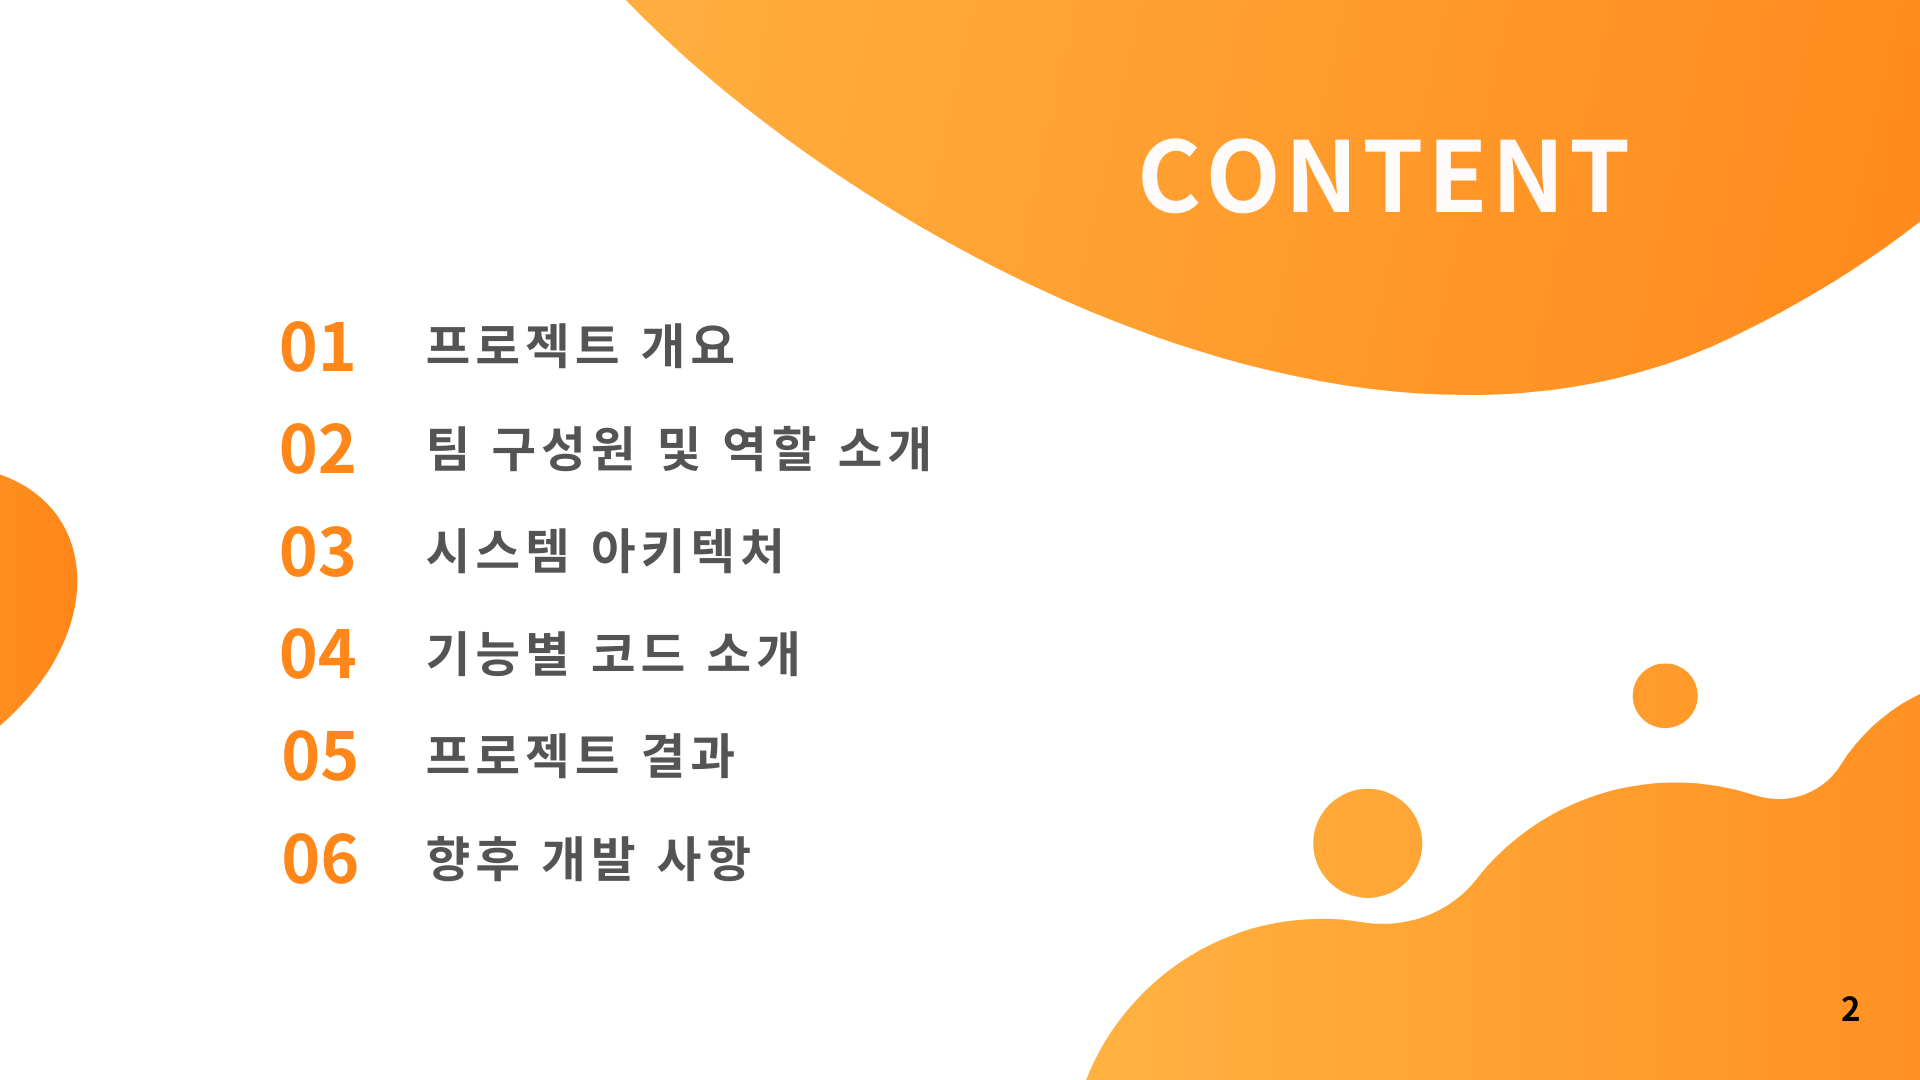 CONTENT
01 프로젝트 개요
02 팀 구성원 및 역할 소개
03 시스템 아키텍처
04 기능별 코드 소개
05 프로젝트 결과
06 향후 개발 사항
2